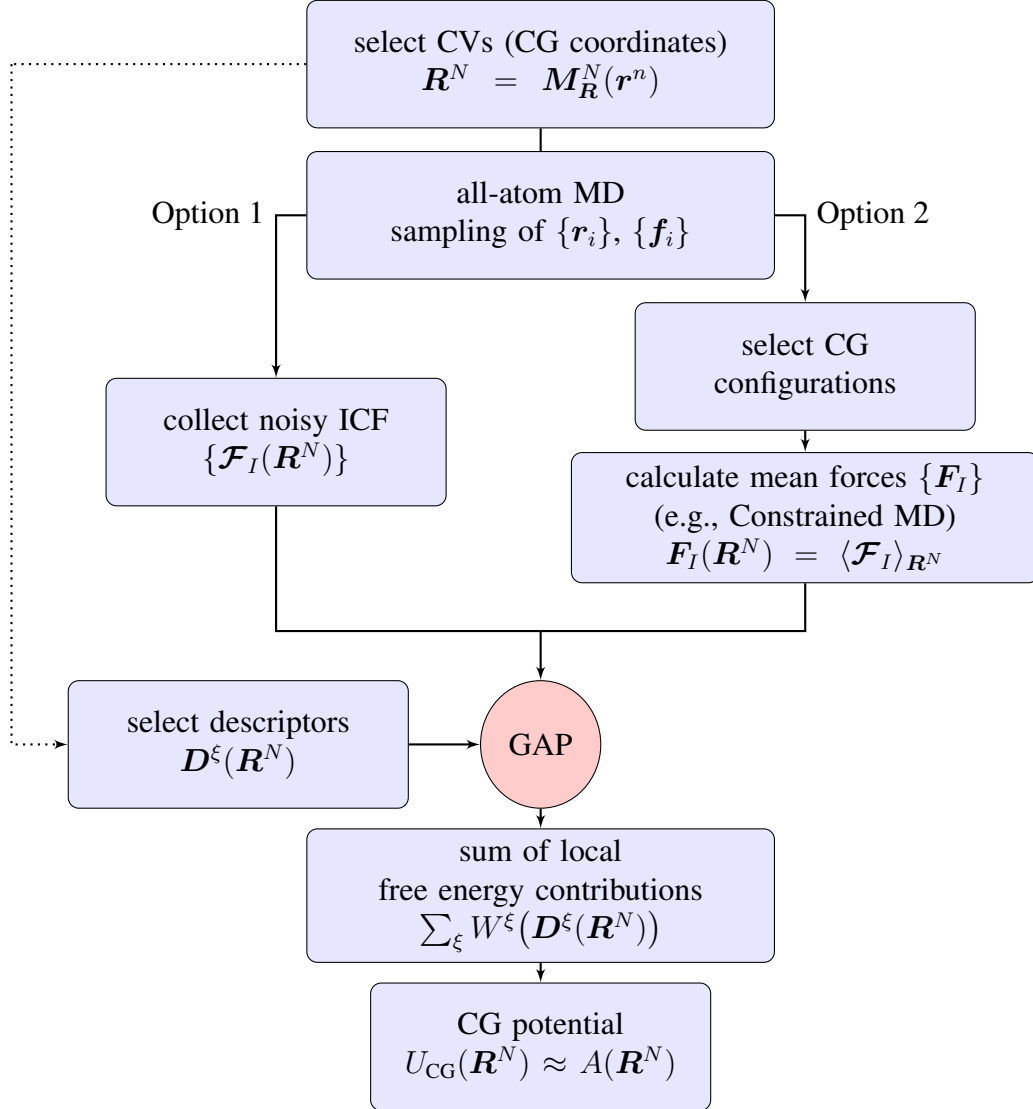 select CVs (CG coordinates)
𝑹^N = 𝑴_𝑹^N(𝒓^n)
all-atom MD
sampling of {𝒓_i}, {𝒇_i}
Option 1
Option 2
select CG
configurations
collect noisy ICF
{𝓕_I(𝑹^N)}
calculate mean forces {𝑭_I}
(e.g., Constrained MD)
𝑭_I(𝑹^N) = ⟨𝓕_I⟩_𝑹^N
select descriptors
𝑫^ξ(𝑹^N)
GAP
sum of local
free energy contributions
∑_ξ W^ξ(𝑫^ξ(𝑹^N))
CG potential
U_CG(𝑹^N) ≈ A(𝑹^N)